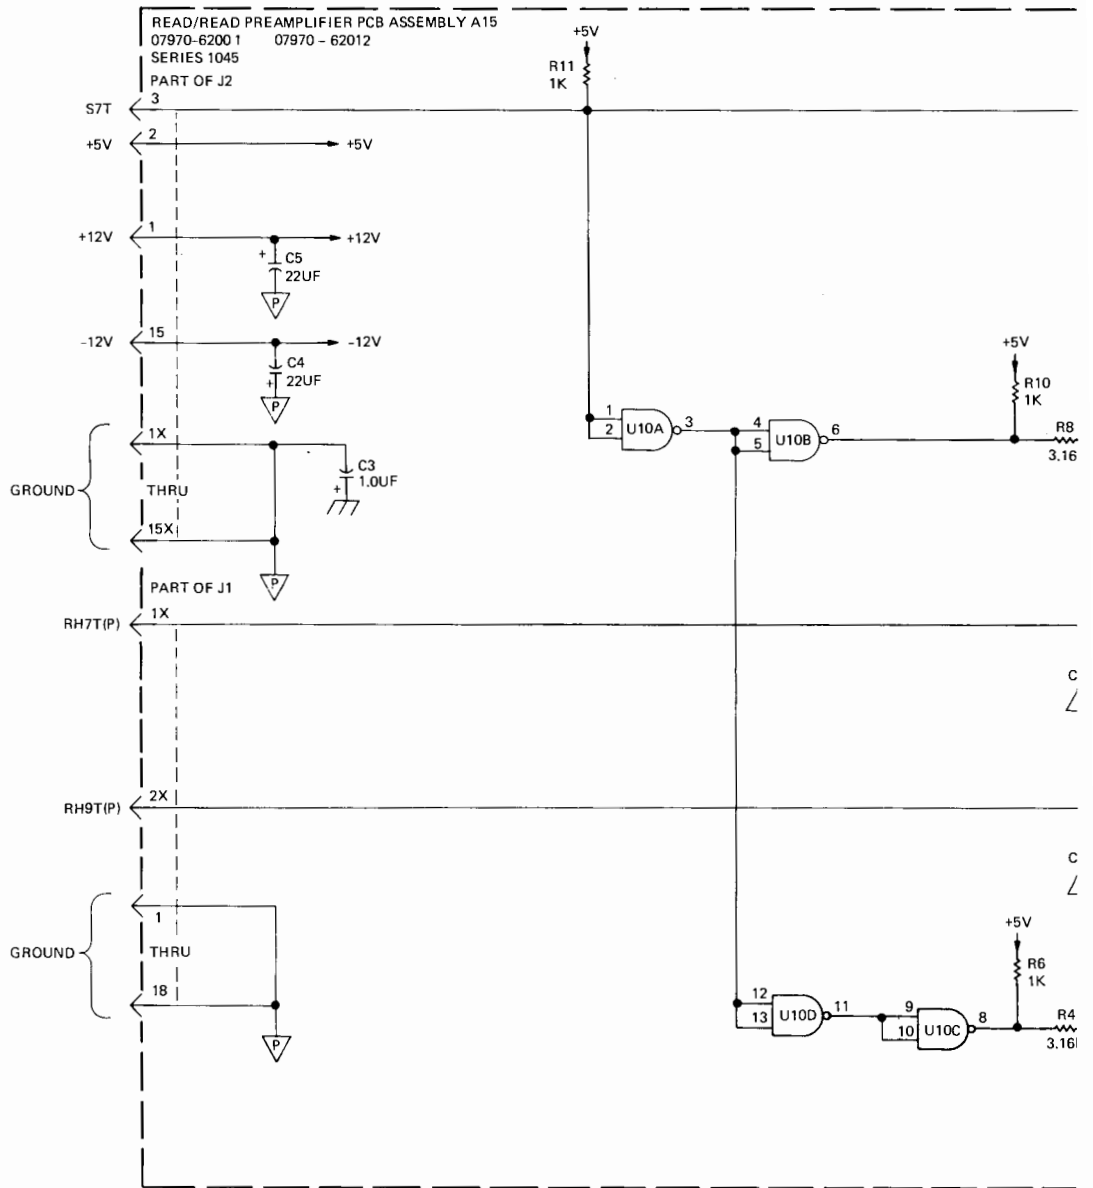 READ/READ PREAMPLIFIER PCB ASSEMBLY A15
07970-6200 1 07970 - 62012
SERIES 1045
PART OF J2
+5V
R11
1K
S7T
3
+5V
2
+5V
+12V
1
+12V
+
C5
22UF
P
-12V
15
-12V
C4
+
22UF
P
+5V
R10
1K
1
2
U10A
3
4
5
U10B
6
R8
3.16
GROUND
1X
THRU
15X
C3
1.0UF
+
P
PART OF J1
RH7T(P)
1X
C
RH9T(P)
2X
C
GROUND
1
THRU
18
P
+5V
R6
1K
12
13
U10D
11
9
10
U10C
8
R4
3.16